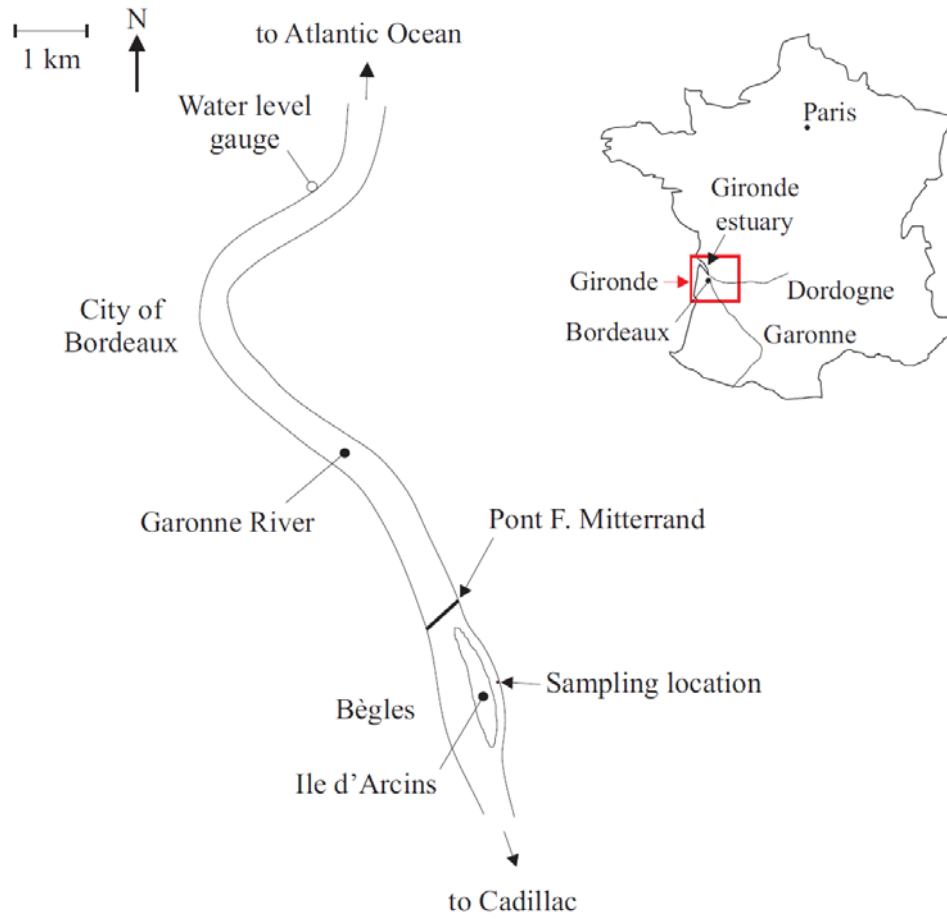 N
1 km
to Atlantic Ocean
Water level
gauge
City of
Bordeaux
Garonne River
Pont F. Mitterrand
Sampling location
Bègles
Ile d’Arcins
to Cadillac
Paris
Gironde
estuary
Gironde
Dordogne
Bordeaux
Garonne